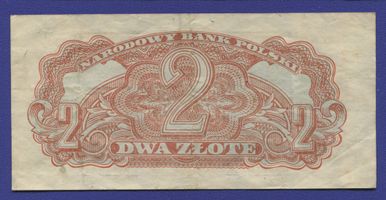 NARODOWY BANK POLSKI
2
2 2
DWA ZŁOTE